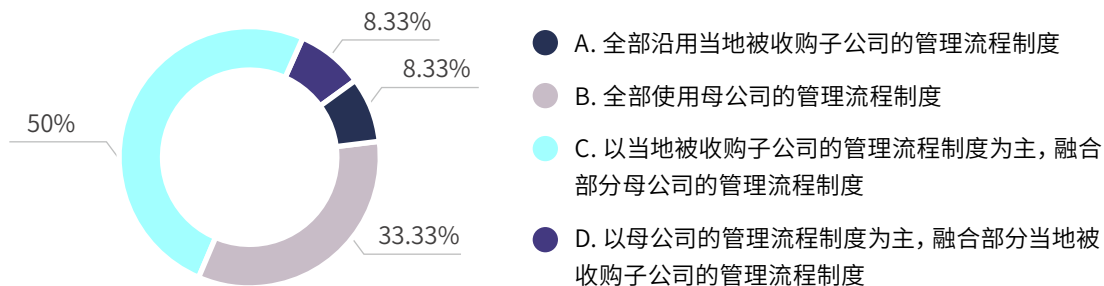 8.33%
8.33%
50%
33.33%
A. 全部沿用当地被收购子公司的管理流程制度
B. 全部使用母公司的管理流程制度
C. 以当地被收购子公司的管理流程制度为主，融合
部分母公司的管理流程制度
D. 以母公司的管理流程制度为主，融合部分当地被
收购子公司的管理流程制度